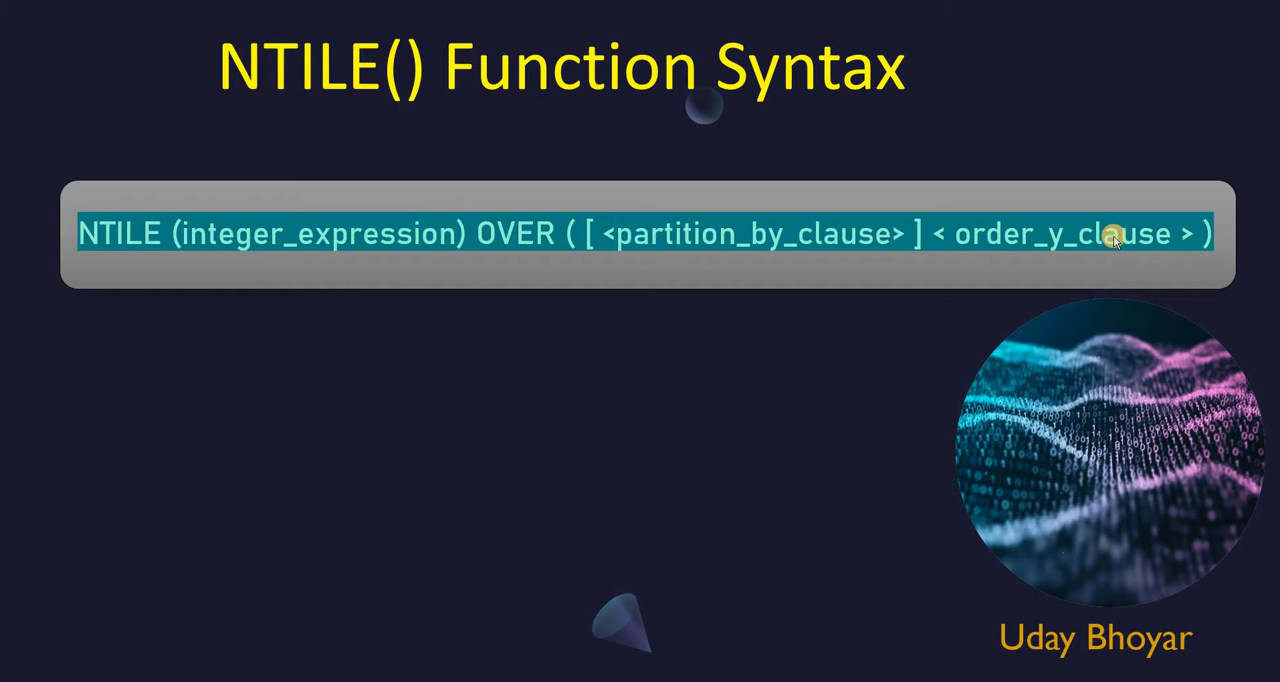 NTILE() Function Syntax
NTILE (integer_expression) OVER ( [ <partition_by_clause> ] < order_y_clause > )
Uday Bhoyar